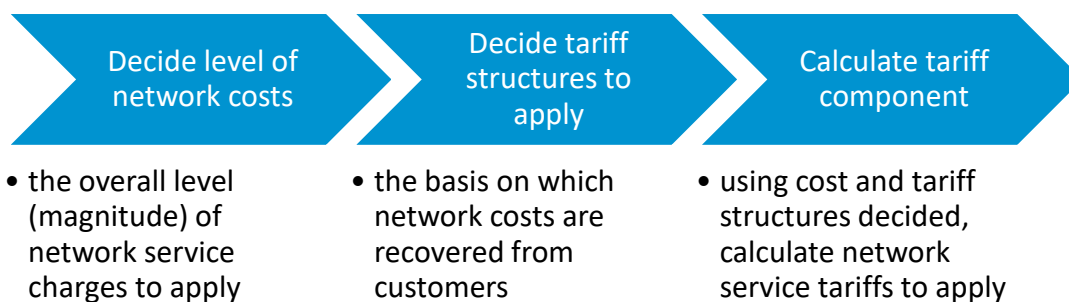 Decide level of
network costs
Decide tariff
structures to
apply
Calculate tariff
component
• the overall level
(magnitude) of
network service
charges to apply
• the basis on which
network costs are
recovered from
customers
• using cost and tariff
structures decided,
calculate network
service tariffs to apply